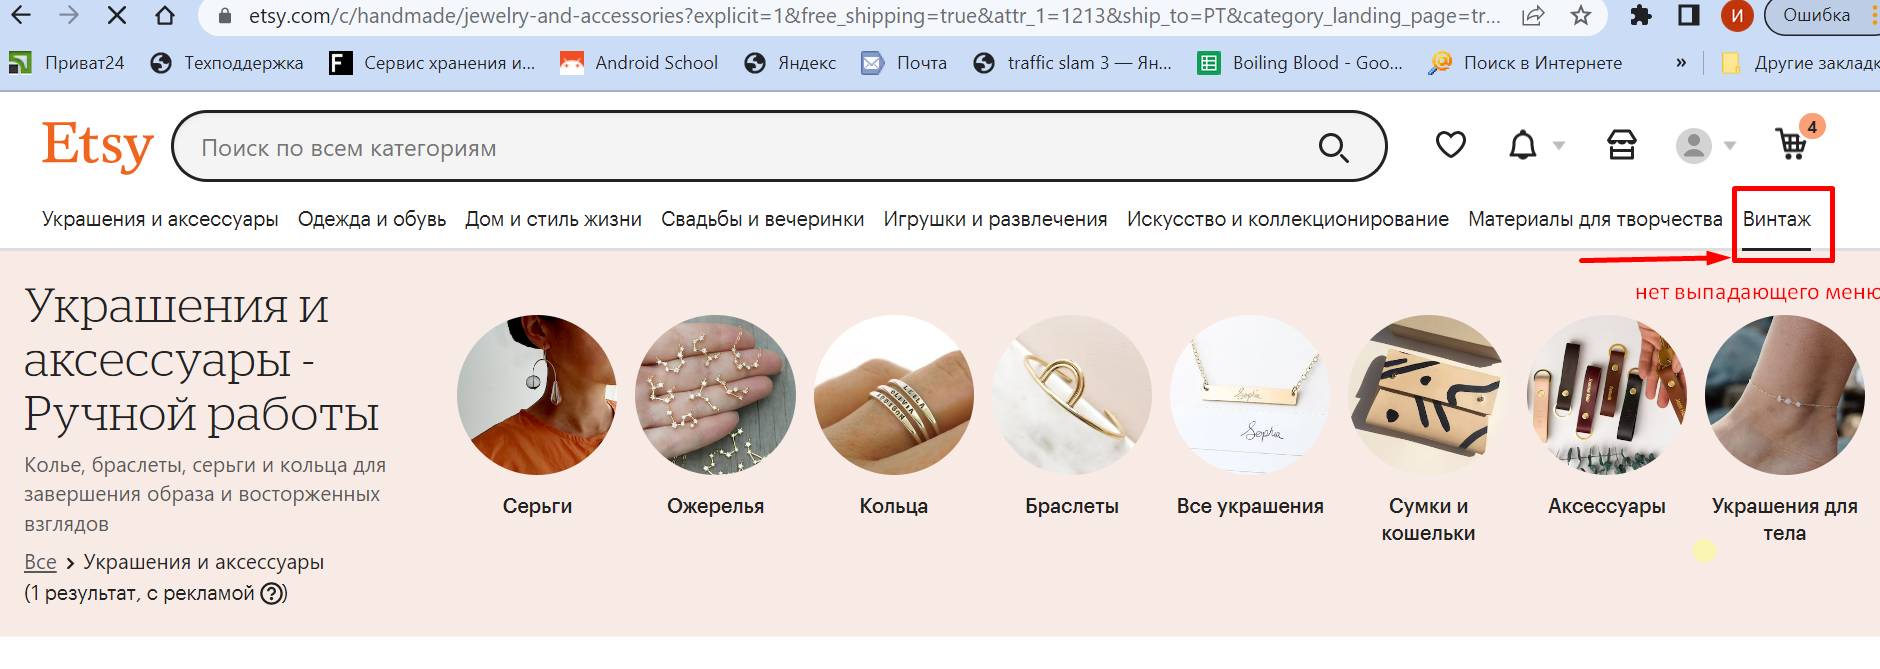 etsy.com/c/handmade/jewelry-and-accessories?explicit=1&free_shipping=true&attr_1=1213&ship_to=PT&category_landing_page=tr...
И
Ошибка
Приват24
Техподдержка
F Сервис хранения и...
Android School
Яндекс
Почта
traffic slam 3 — Ян...
Boiling Blood - Goo...
Поиск в Интернете
»
Другие закладк
Etsy
Поиск по всем категориям
4
Украшения и аксессуары Одежда и обувь Дом и стиль жизни Свадьбы и вечеринки Игрушки и развлечения Искусство и коллекционирование Материалы для творчества Винтаж
нет выпадающего меню
Украшения и
аксессуары -
Ручной работы
Колье, браслеты, серьги и кольца для
завершения образа и восторженных
взглядов
Все > Украшения и аксессуары
(1 результат, с рекламой ?)
LEILA
OLIVIA
Sophia
Sophia
Серьги
Ожерелья
Кольца
Браслеты
Все украшения
Сумки и
кошельки
Аксессуары
Украшения для
тела